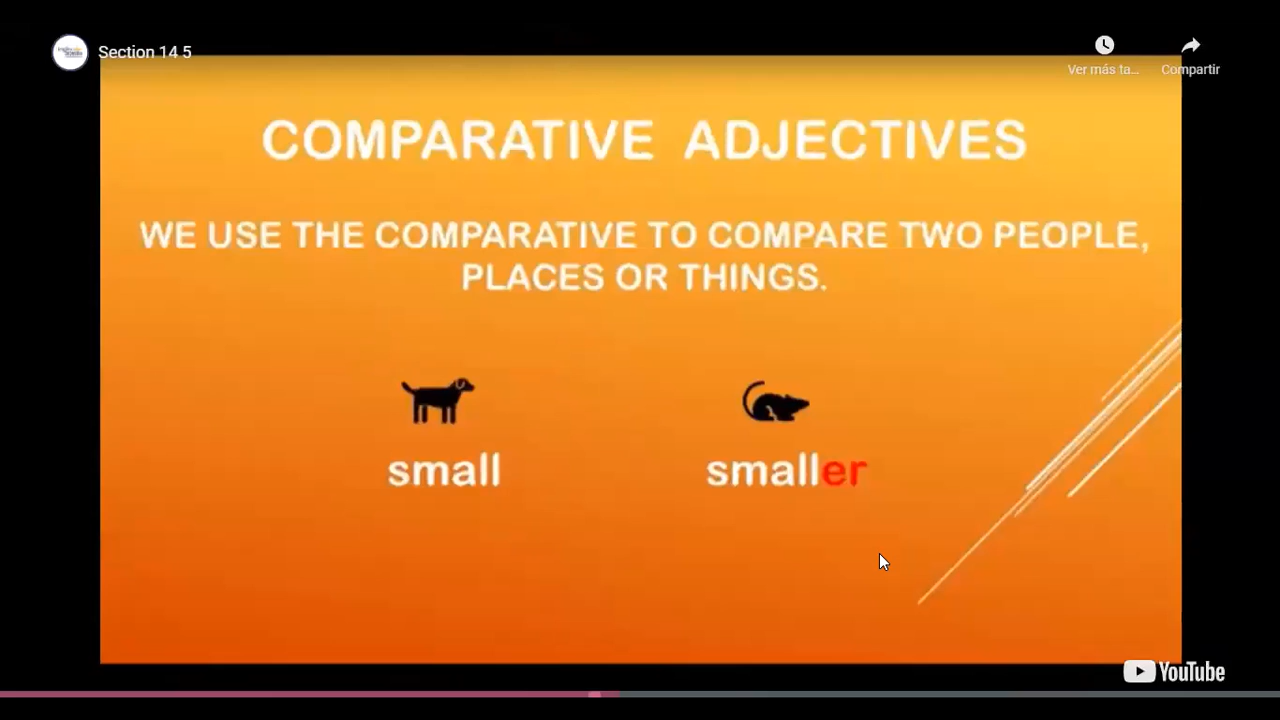 Section 14 5
Ver más ta...
Compartir
COMPARATIVE ADJECTIVES
WE USE THE COMPARATIVE TO COMPARE TWO PEOPLE,
PLACES OR THINGS.
small
smaller
YouTube